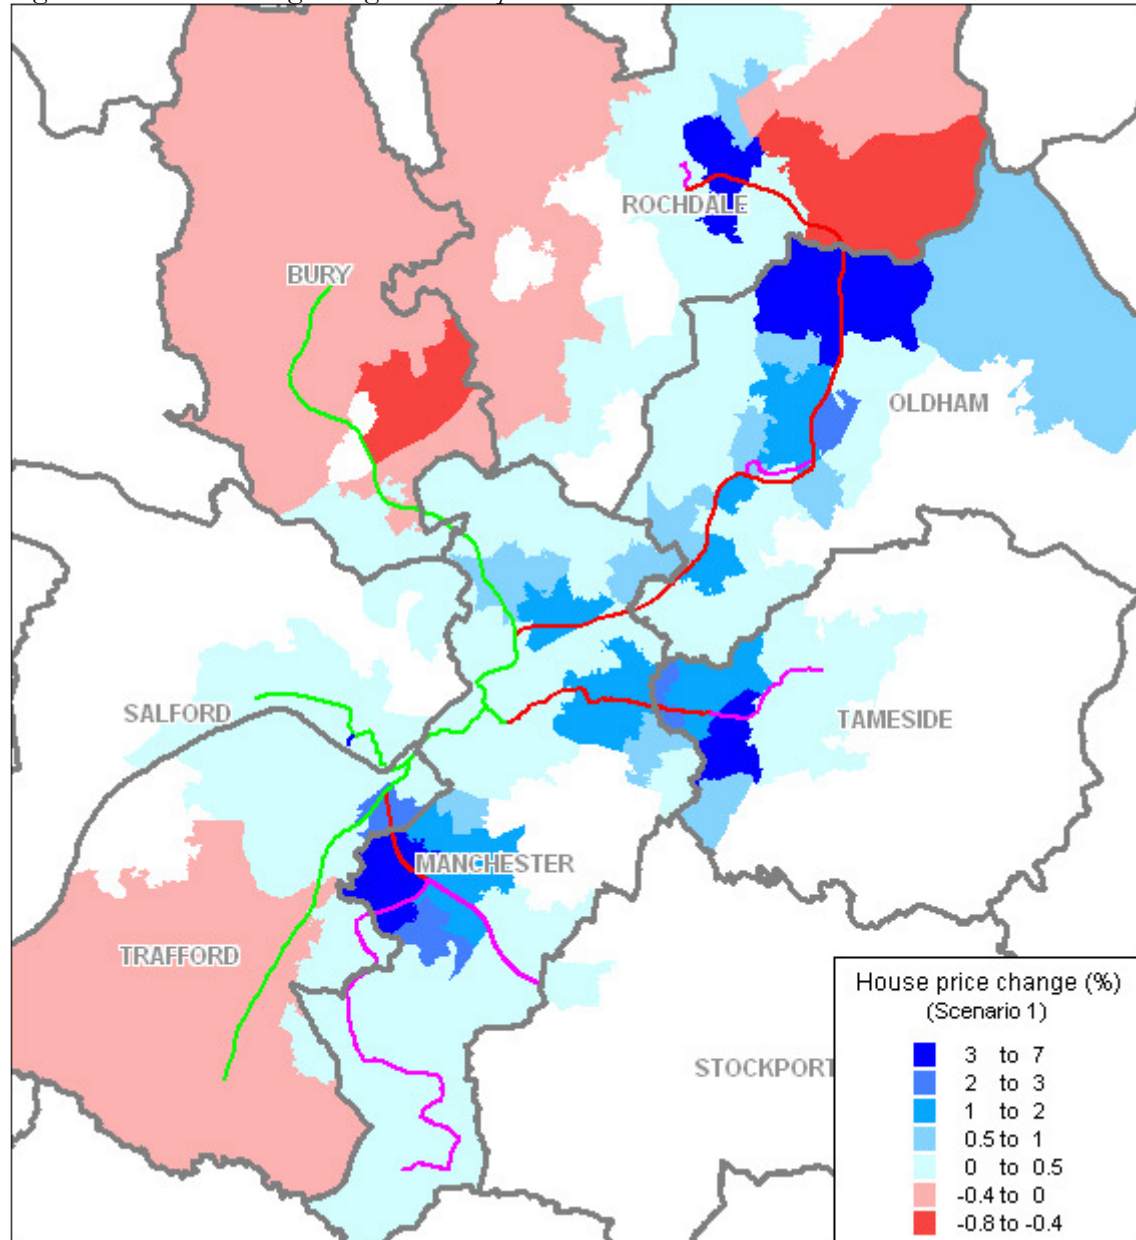 ROCHDALE
BURY
OLDHAM
SALFORD
TAMESIDE
MANCHESTER
TRAFFORD
STOCKPORT
House price change (%)
(Scenario 1)
3 to 7
2 to 3
1 to 2
0.5 to 1
0 to 0.5
-0.4 to 0
-0.8 to -0.4